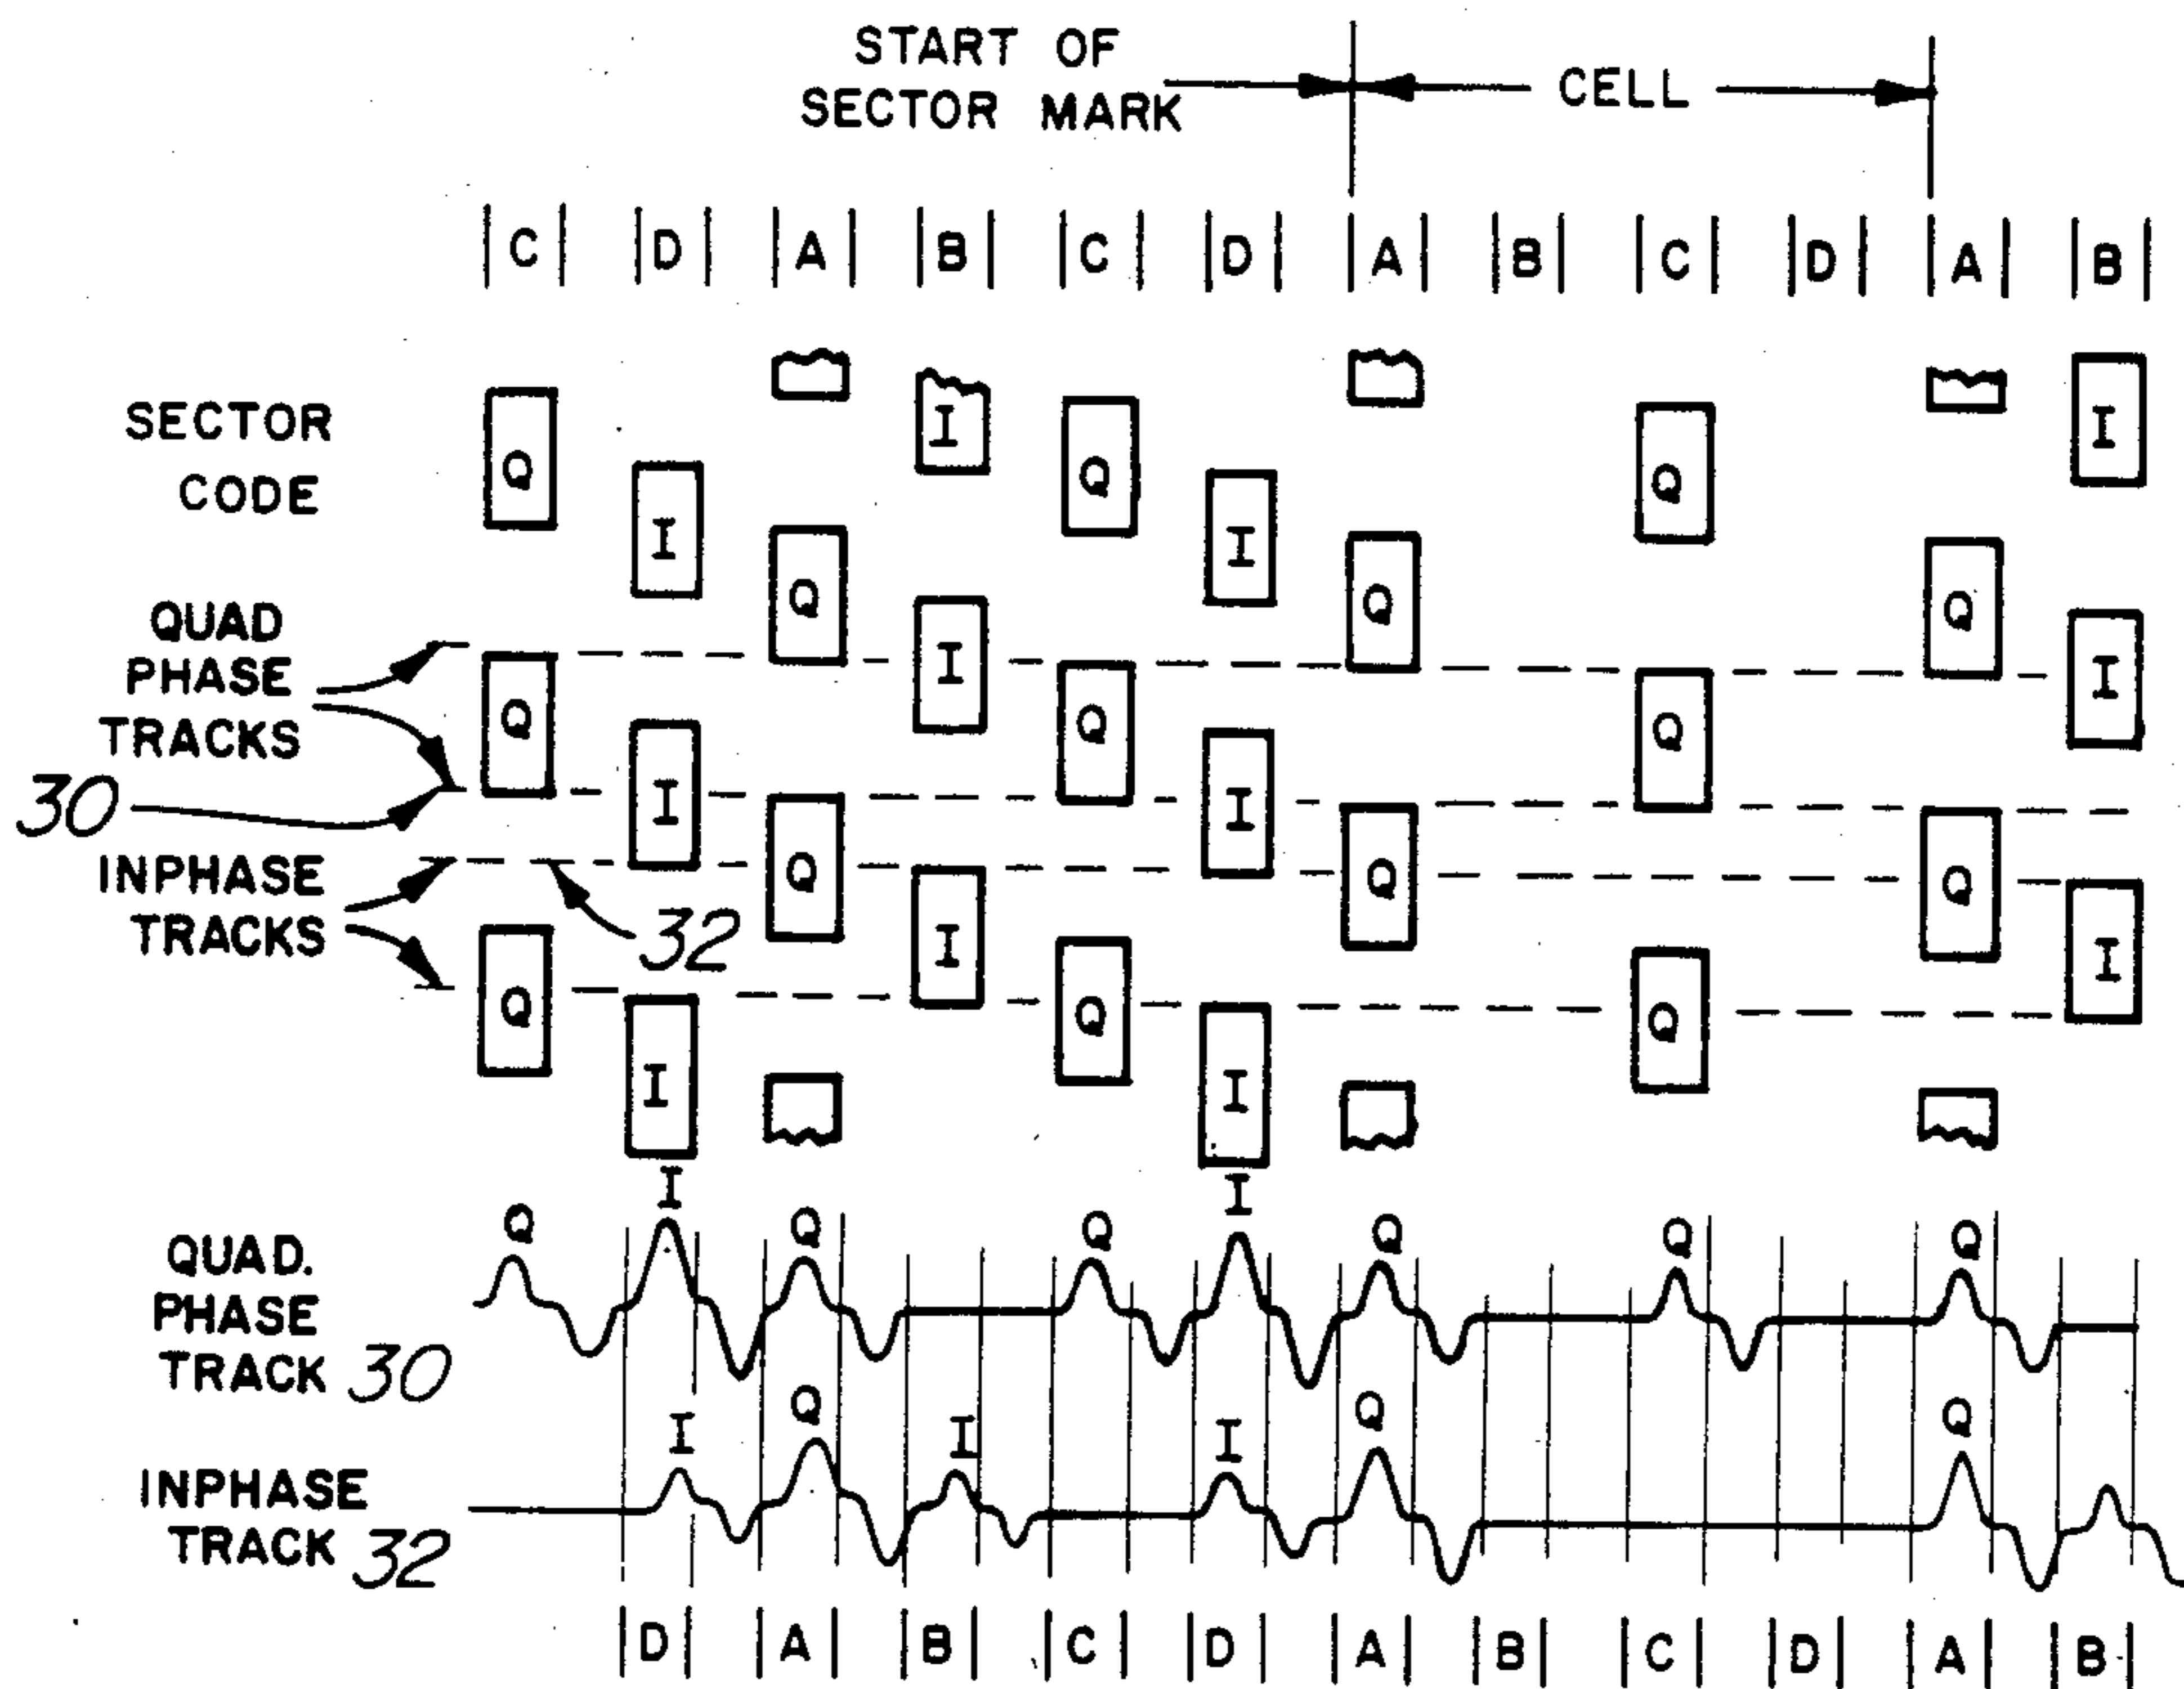 START OF
SECTOR MARK
CELL
C D A B C D A B C D A B
SECTOR
CODE
I I
Q Q Q
I I
Q Q Q
I I
QUAD
PHASE
TRACKS
Q Q Q
30
I I
INPHASE
TRACKS
Q Q Q
32
I I
Q Q Q
I I
I I
Q Q Q Q Q Q
QUAD.
PHASE
TRACK 30
Q Q Q
I I I
INPHASE
TRACK 32
D A B C D A B C D A B